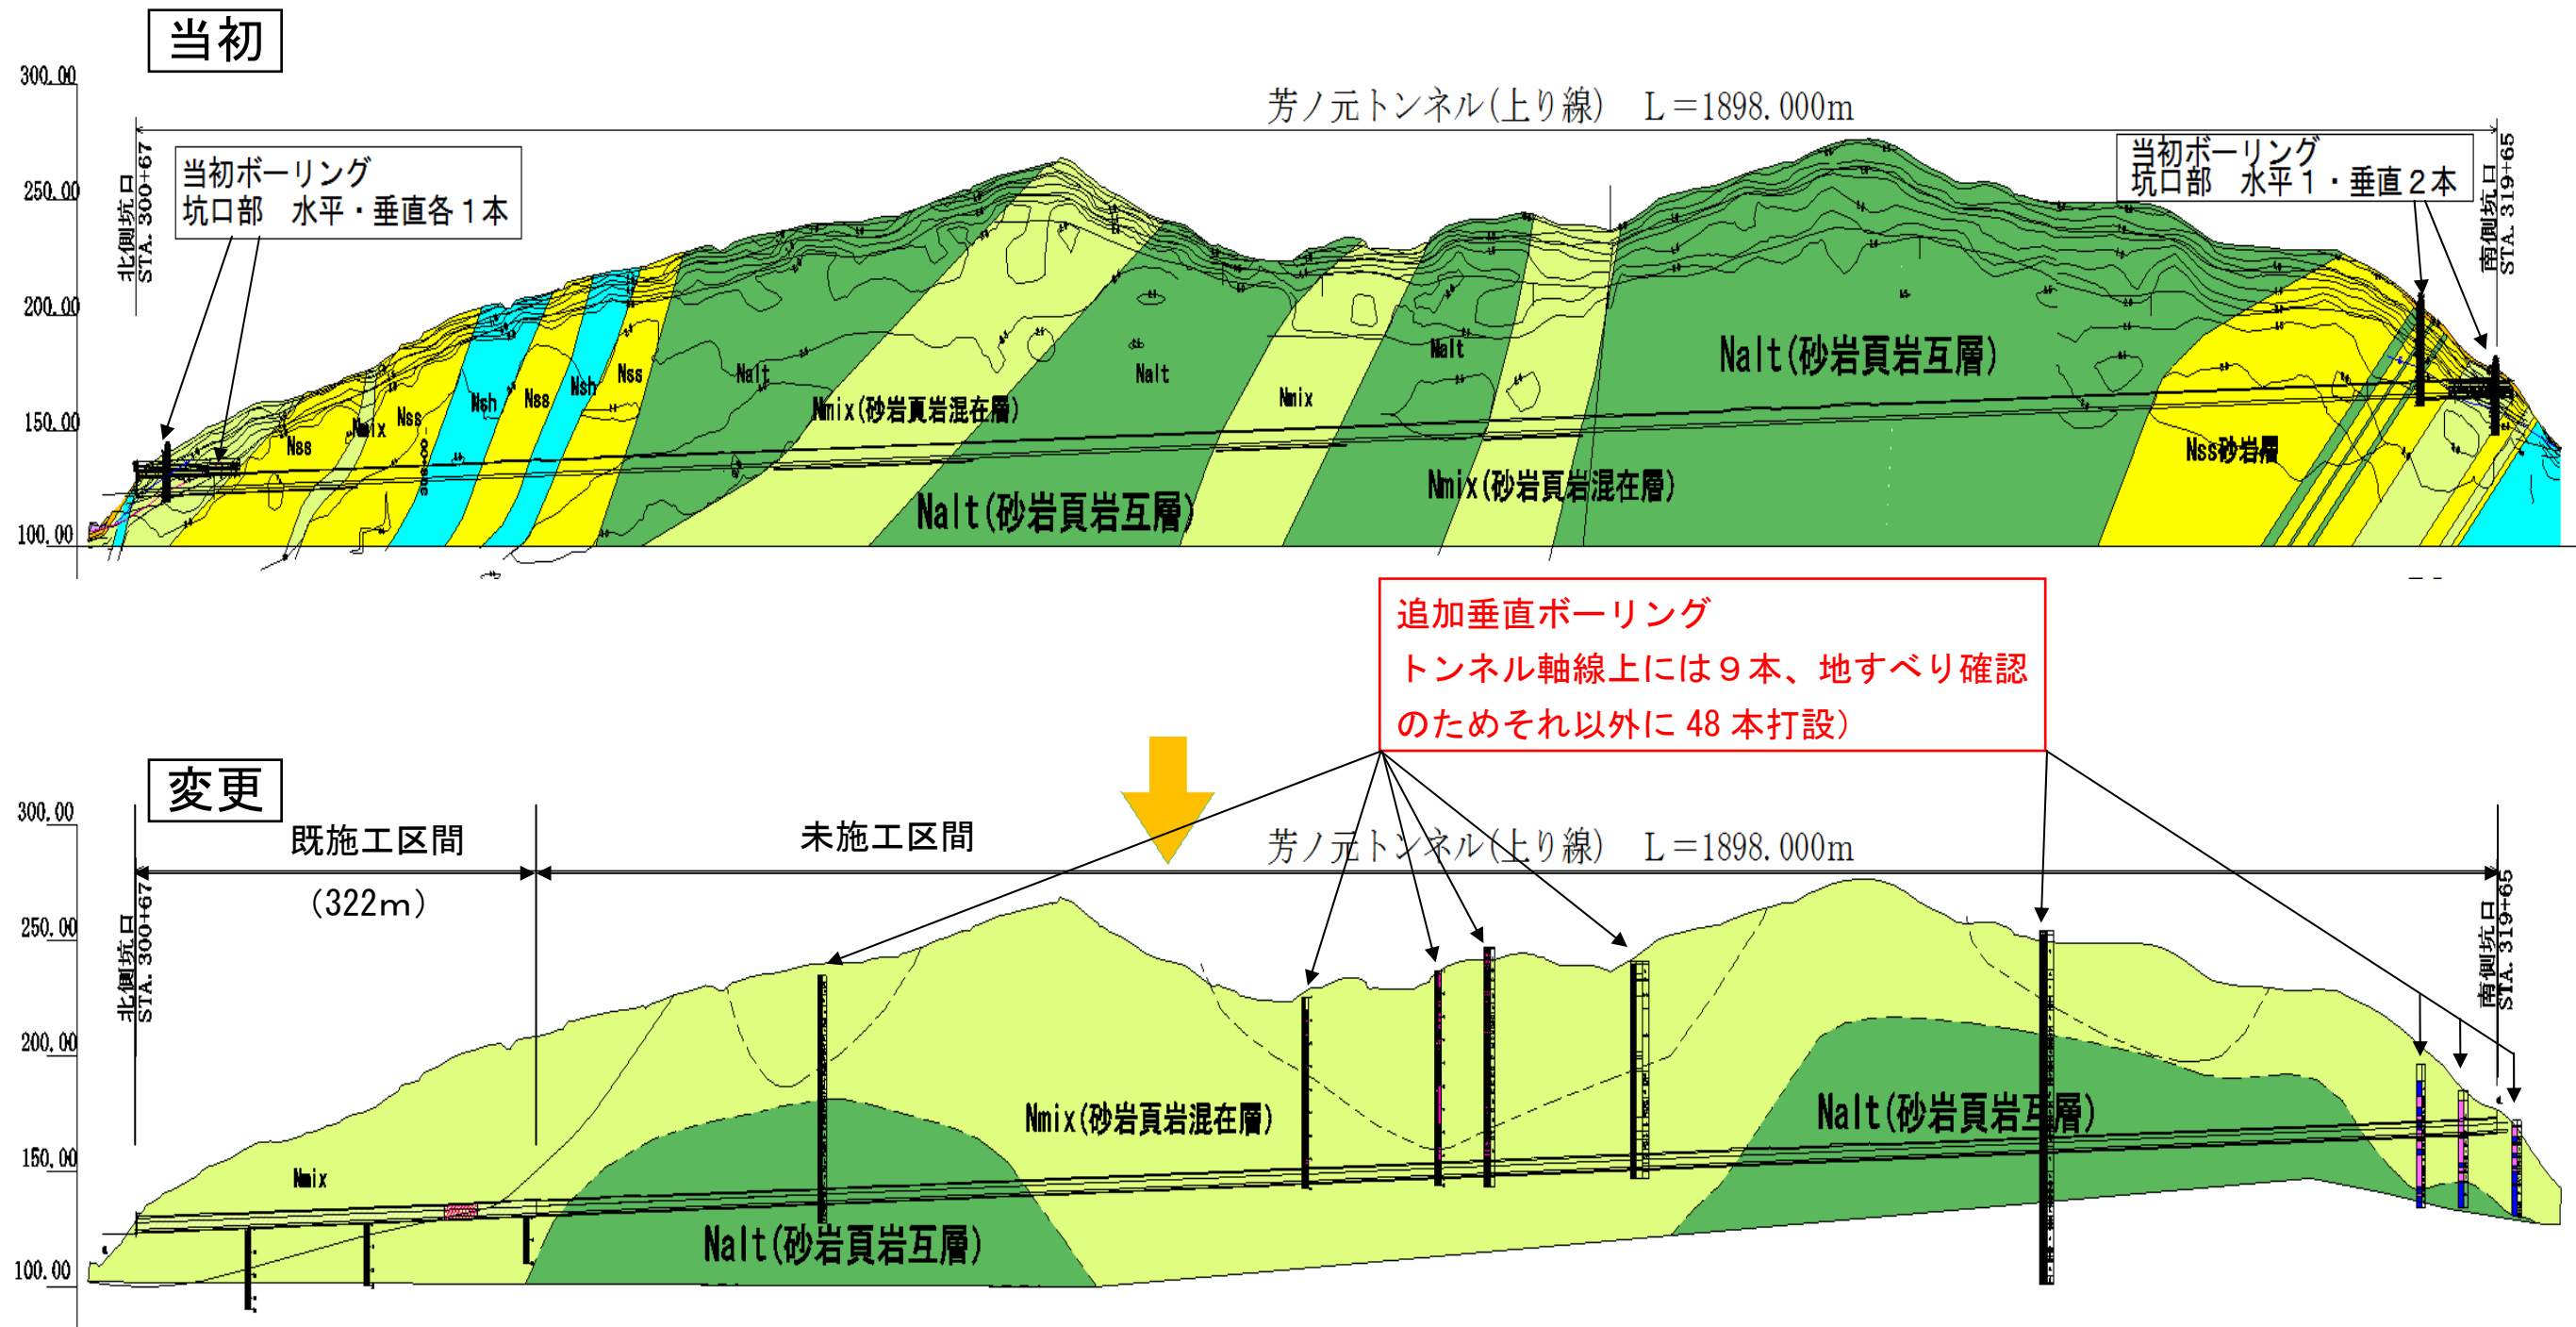 当初
300.00
250.00
200.00
150.00
100.00
芳ノ元トンネル(上り線)　L=1898.000m
北側坑口
STA.300+67
当初ボーリング
坑口部　水平・垂直各１本
当初ボーリング
坑口部　水平１・垂直２本
南側坑口
STA.319+65
Nss
Nmix
Nss
Nsh
Nss
Nsh
Nss
Nalt
Nmix(砂岩頁岩混在層)
Nalt(砂岩頁岩互層)
Nalt
Nmix
Nalt
Nmix(砂岩頁岩混在層)
Nalt(砂岩頁岩互層)
Nss砂岩層
追加垂直ボーリング
トンネル軸線上には９本、地すべり確認
のためそれ以外に 48 本打設）
変更
300.00
250.00
200.00
150.00
100.00
既施工区間
（322ｍ）
未施工区間
芳ノ元トンネル(上り線)　L=1898.000m
北側坑口
STA.300+67
南側坑口
STA.319+65
Nmix
Nmix(砂岩頁岩混在層)
Nalt(砂岩頁岩互層)
Nalt(砂岩頁岩互層)